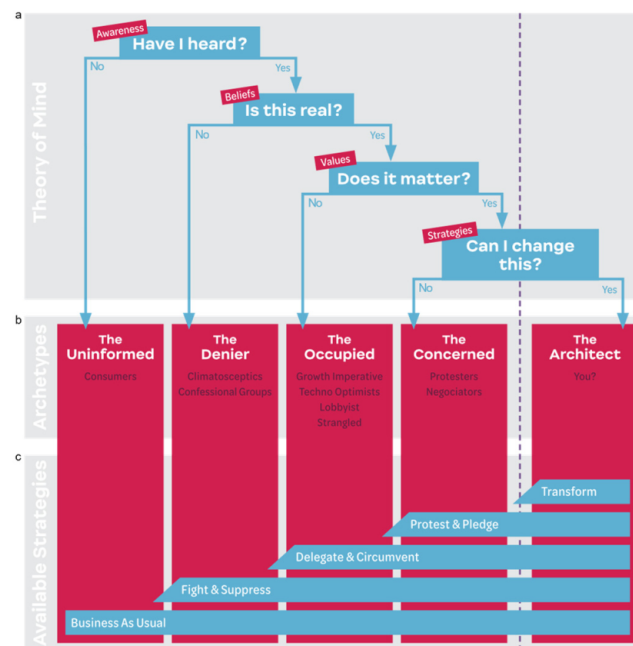 a
Theory of Mind
Awareness
Have I heard?
No
Yes
Beliefs
Is this real?
No
Yes
Values
Does it matter?
No
Yes
Strategies
Can I change
this?
No
Yes
b
Archetypes
The
Uninformed
Consumers
The
Denier
Climatosceptics
Confessional Groups
The
Occupied
Growth Imperative
Techno Optimists
Lobbyist
Strangled
The
Concerned
Protesters
Negociators
The
Architect
You?
c
Available Strategies
Transform
Protest & Pledge
Delegate & Circumvent
Fight & Suppress
Business As Usual